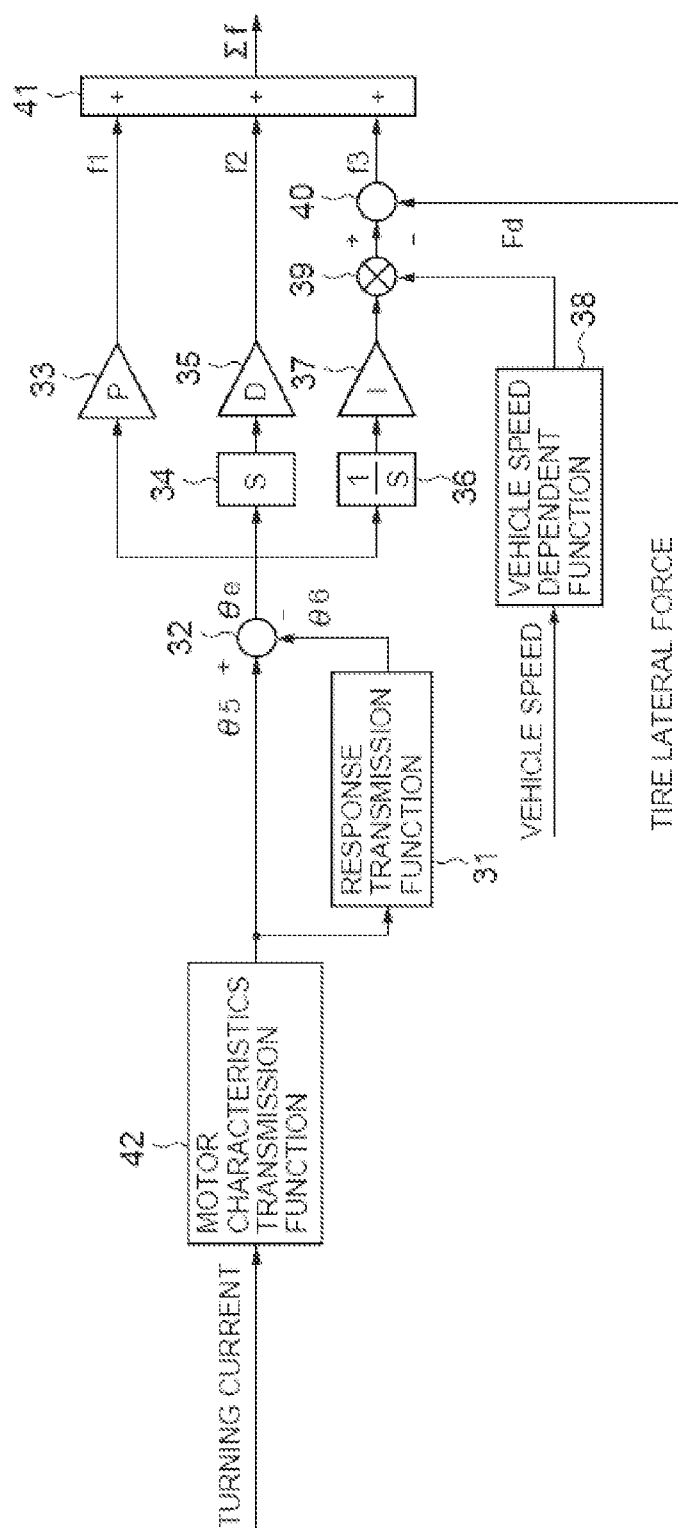 TURNING CURRENT
42
MOTOR
CHARACTERISTICS
TRANSMISSION
FUNCTION
θ5
+
32
θe
-
θ6
RESPONSE
TRANSMISSION
FUNCTION
31
33
P
f1
34
S
35
D
f2
36
1
S
37
I
39
+
-
40
f3
41
+
+
+
Σf
VEHICLE SPEED
VEHICLE SPEED
DEPENDENT
FUNCTION
38
Fd
TIRE LATERAL FORCE